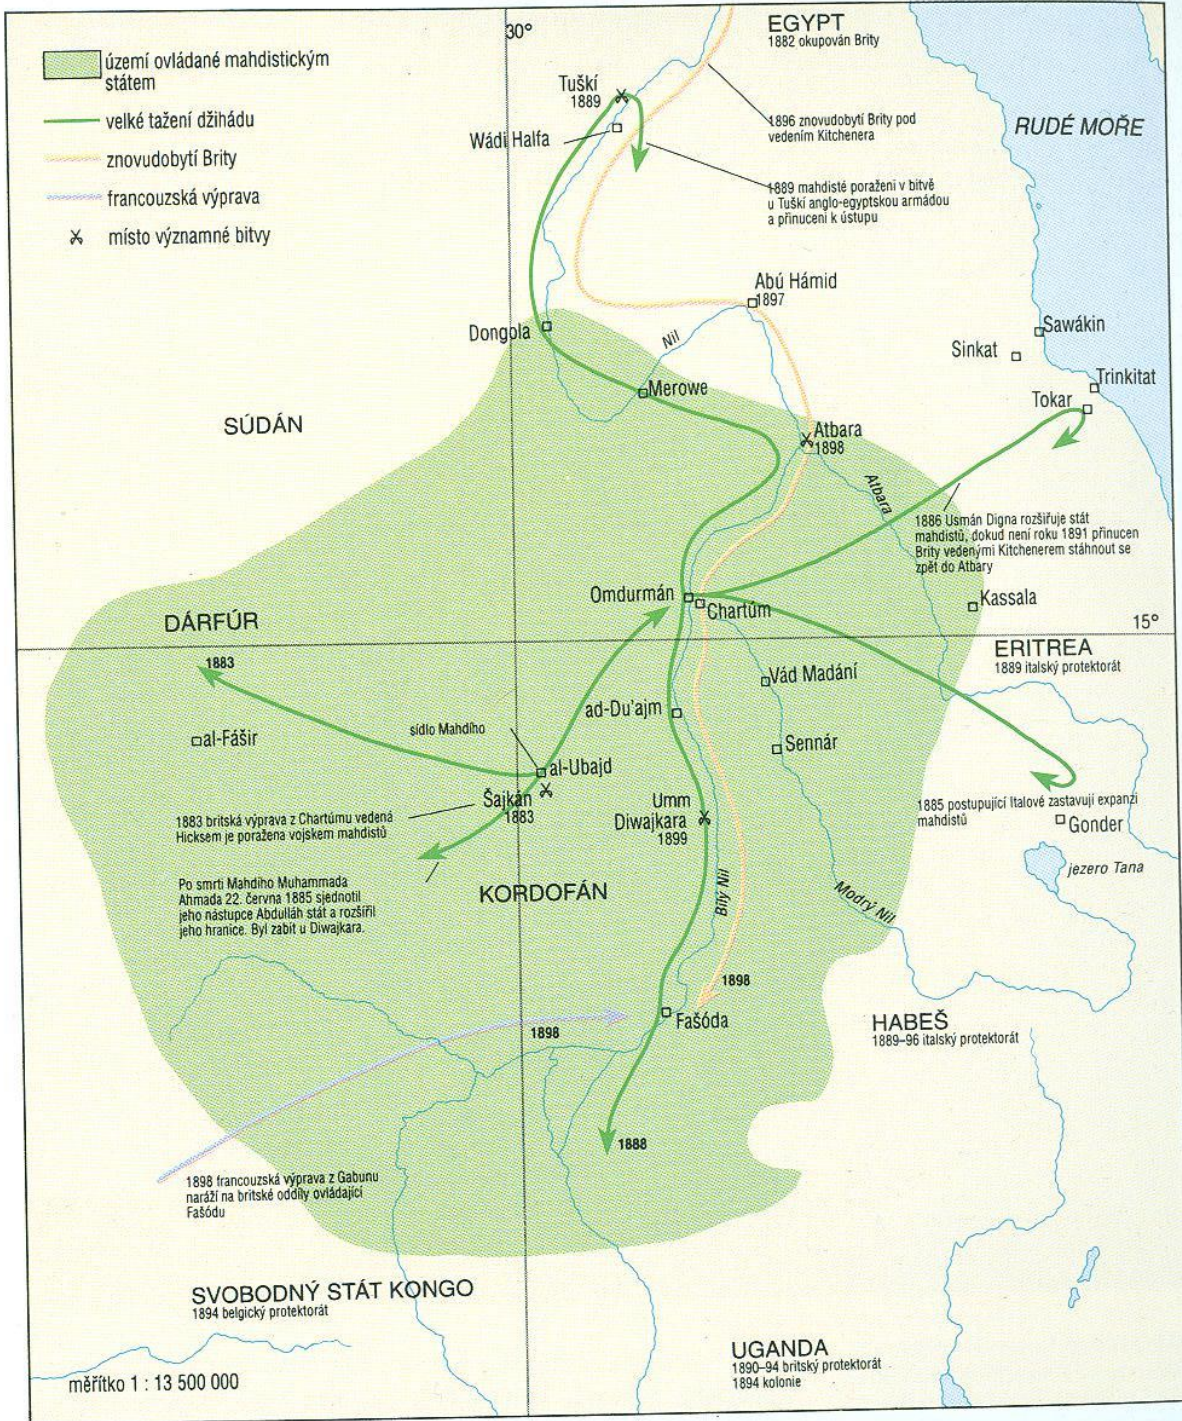 území ovládané mahdistickým
státem
velké tažení džihádu
znovudobytí Brity
francouzská výprava
místo významné bitvy
30°
EGYPT
1882 okupován Brity
Tuškí
1889
Wádí Halfa
1896 znovudobytí Brity pod
vedením Kitchenera
RUDÉ MOŘE
1889 mahdisté poraženi v bitvě
u Tuškí anglo-egyptskou armádou
a přinuceni k ústupu
Abú Hámid
1897
Dongola
Nil
Sawákin
Sinkat
Trinkitat
Merowe
Tokar
SÚDÁN
Atbara
1898
Atbara
1886 Usmán Digna rozšiřuje stát
mahdistů, dokud není roku 1891 přinucen
Brity vedenými Kitchenerem stáhnout se
zpět do Atbary
Omdurmán
Chartúm
Kassala
DÁRFÚR
15°
1883
ERITREA
1889 italský protektorát
Vád Madání
ad-Du'ajm
sídlo Mahdího
al-Fášir
Sennár
al-Ubajd
Šajkán
1883
Umm
Diwajkara
1899
1883 britská výprava z Chartúmu vedená
Hicksem je poražena vojskem mahdistů
1885 postupující Italové zastavují expanzi
mahdistů
Gonder
jezero Tana
Po smrti Mahdího Muhammada
Ahmada 22. června 1885 sjednotil
jeho nástupce Abdulláh stát a rozšířil
jeho hranice. Byl zabit u Diwajkara.
KORDOFÁN
Bílý Nil
Modrý Nil
1898
Fašóda
1898
HABEŠ
1889–96 italský protektorát
1888
1898 francouzská výprava z Gabunu
naráží na britské oddíly ovládající
Fašódu
SVOBODNÝ STÁT KONGO
1894 belgický protektorát
UGANDA
1890–94 britský protektorát
1894 kolonie
měřítko 1 : 13 500 000